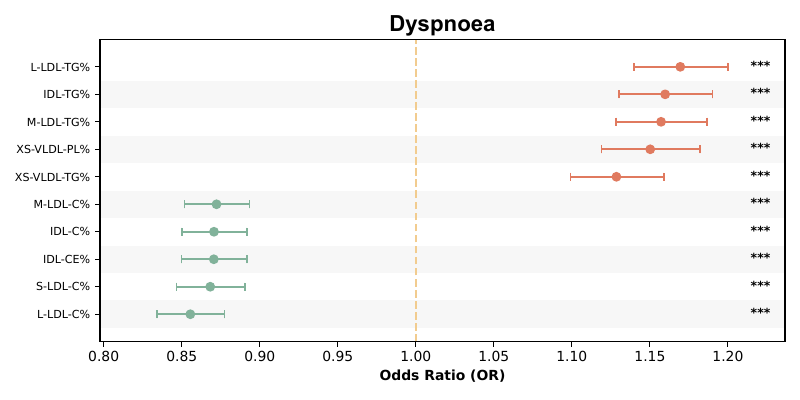 Dyspnoea
L-LDL-TG% ***
IDL-TG% ***
M-LDL-TG% ***
XS-VLDL-PL% ***
XS-VLDL-TG% ***
M-LDL-C% ***
IDL-C% ***
IDL-CE% ***
S-LDL-C% ***
L-LDL-C% ***
0.80 0.85 0.90 0.95 1.00 1.05 1.10 1.15 1.20
Odds Ratio (OR)